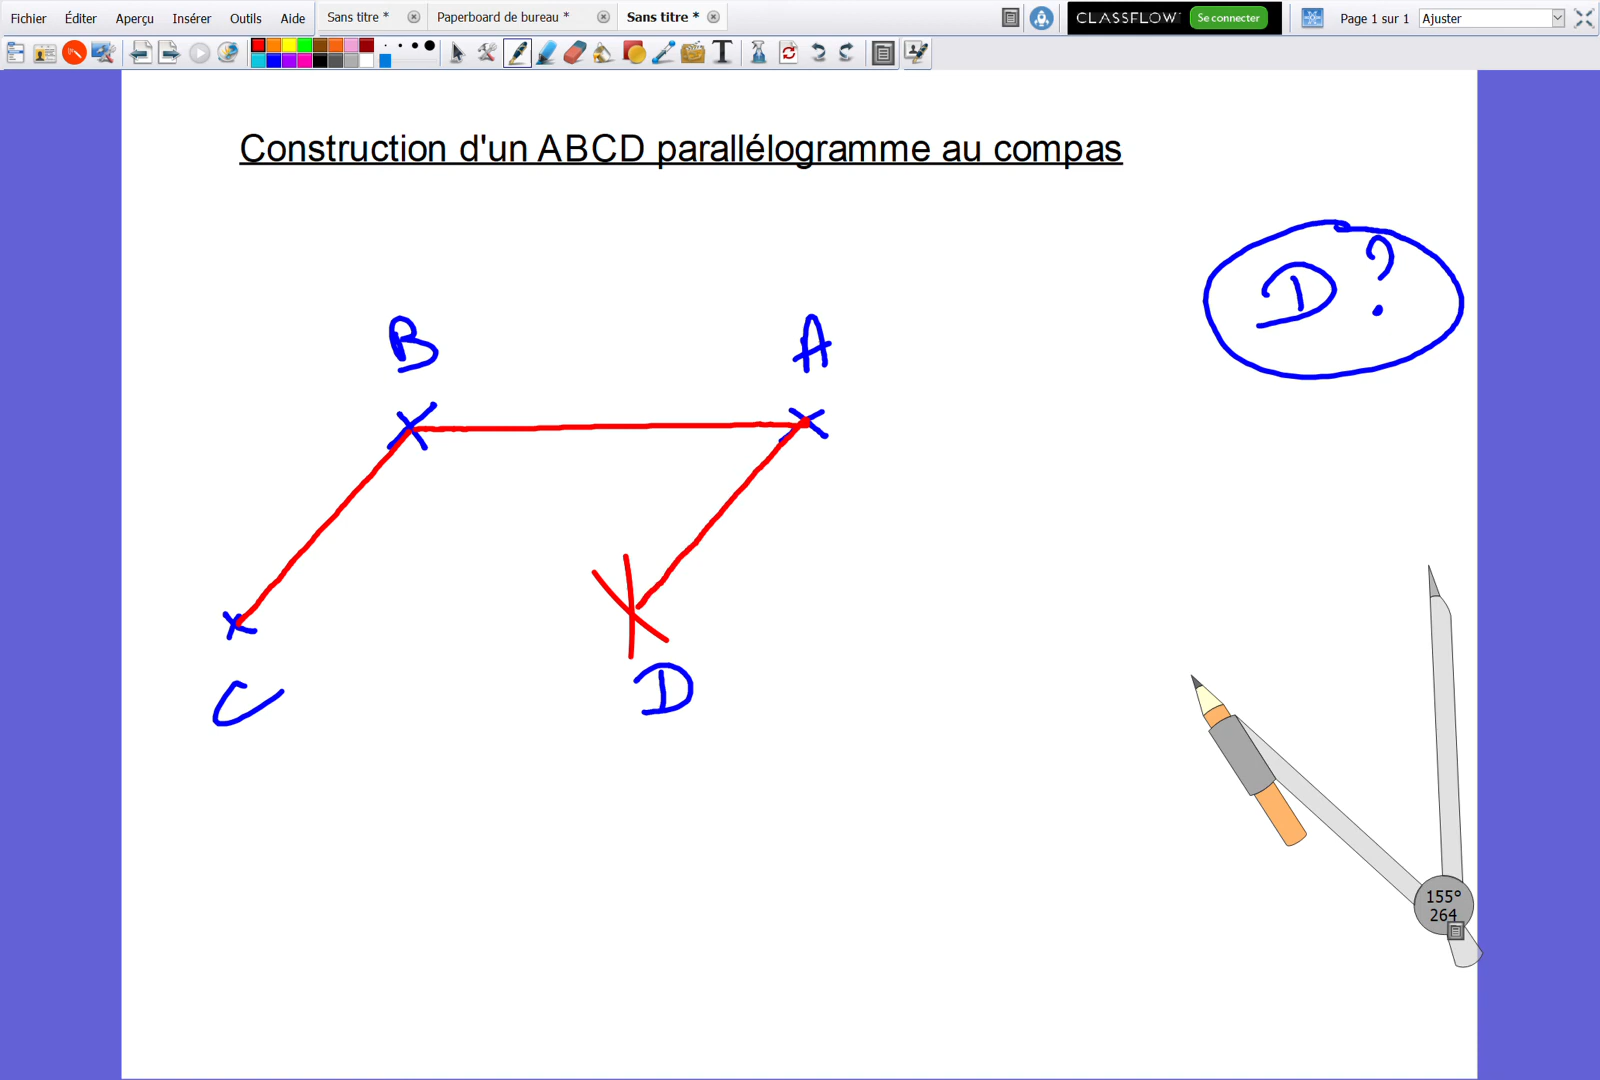 Fichier Éditer Aperçu Insérer Outils Aide Sans titre * Paperboard de bureau * Sans titre * CLASSFLOW Se connecter Page 1 sur 1 Ajuster
T
Construction d'un ABCD parallélogramme au compas
D ?
B A
C D
155°
264